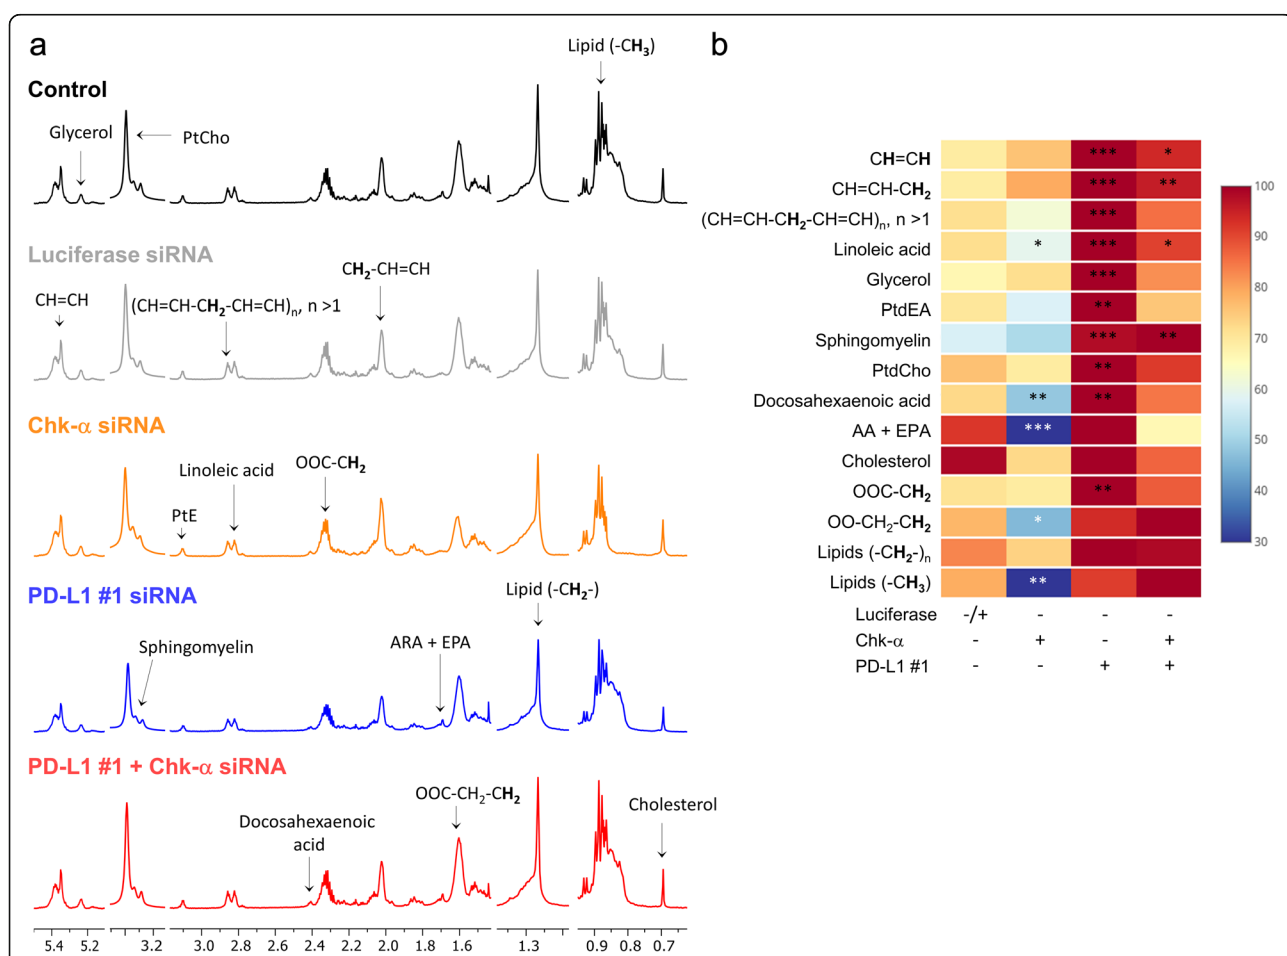 a
Lipid (-CH3)
Control
Glycerol
PtCho
Luciferase siRNA
CH2-CH=CH
CH=CH
(CH=CH-CH2-CH=CH)n, n >1
Chk-α siRNA
OOC-CH2
Linoleic acid
PtE
PD-L1 #1 siRNA
Lipid (-CH2-)
Sphingomyelin
ARA + EPA
PD-L1 #1 + Chk-α siRNA
OOC-CH2-CH2
Cholesterol
Docosahexaenoic
acid
5.4 5.2 3.2 3.0 2.8 2.6 2.4 2.2 2.0 1.8 1.6 1.3 0.9 0.8 0.7
b
CH=CH *** *
CH=CH-CH2 *** **
(CH=CH-CH2-CH=CH)n, n >1 ***
Linoleic acid * *** *
Glycerol ***
PtdEA **
Sphingomyelin *** **
PtdCho **
Docosahexaenoic acid ** **
AA + EPA ***
Cholesterol
OOC-CH2 **
OO-CH2-CH2 *
Lipids (-CH2-)n
Lipids (-CH3) **
Luciferase -/+ - - -
Chk-α - + - +
PD-L1 #1 - - + +
100
90
80
70
60
50
40
30